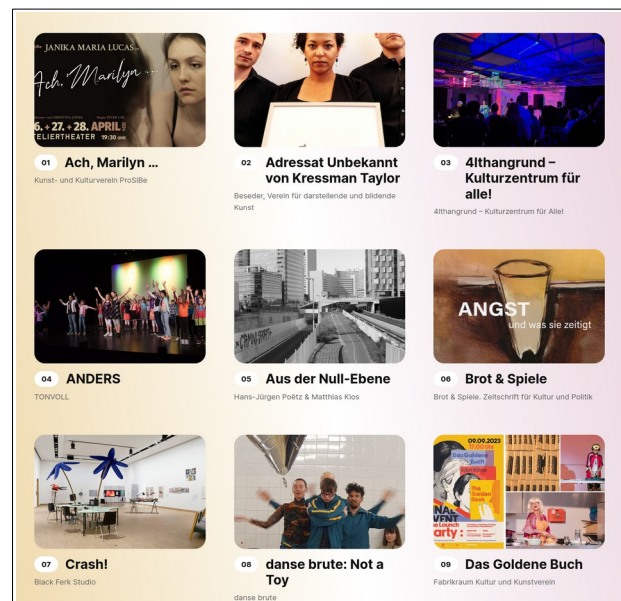 JANIKA MARIA LUCAS
Ach, Marilyn ...
6. + 27. + 28. APRIL
ELIERTHEATER 19:30
01 Ach, Marilyn ...
Kunst- und Kulturverein ProSiBe
02 Adressat Unbekannt
von Kressman Taylor
Beseder, Verein für darstellende und bildende
Kunst
03 4lthangrund –
Kulturzentrum für
alle!
4lthangrund – Kulturzentrum für Alle!
04 ANDERS
TONVOLL
05 Aus der Null-Ebene
Hans-Jürgen Poëtz & Matthias Klos
ANGST
und was sie zeitigt
06 Brot & Spiele
Brot & Spiele. Zeitschrift für Kultur und Politik
07 Crash!
Black Ferk Studio
08 danse brute: Not a
Toy
danse brute
09.09.2023
17:00
Das Goldene
Buch
The
Golden
Book
09 Das Goldene Buch
Fabrikraum Kultur und Kunstverein